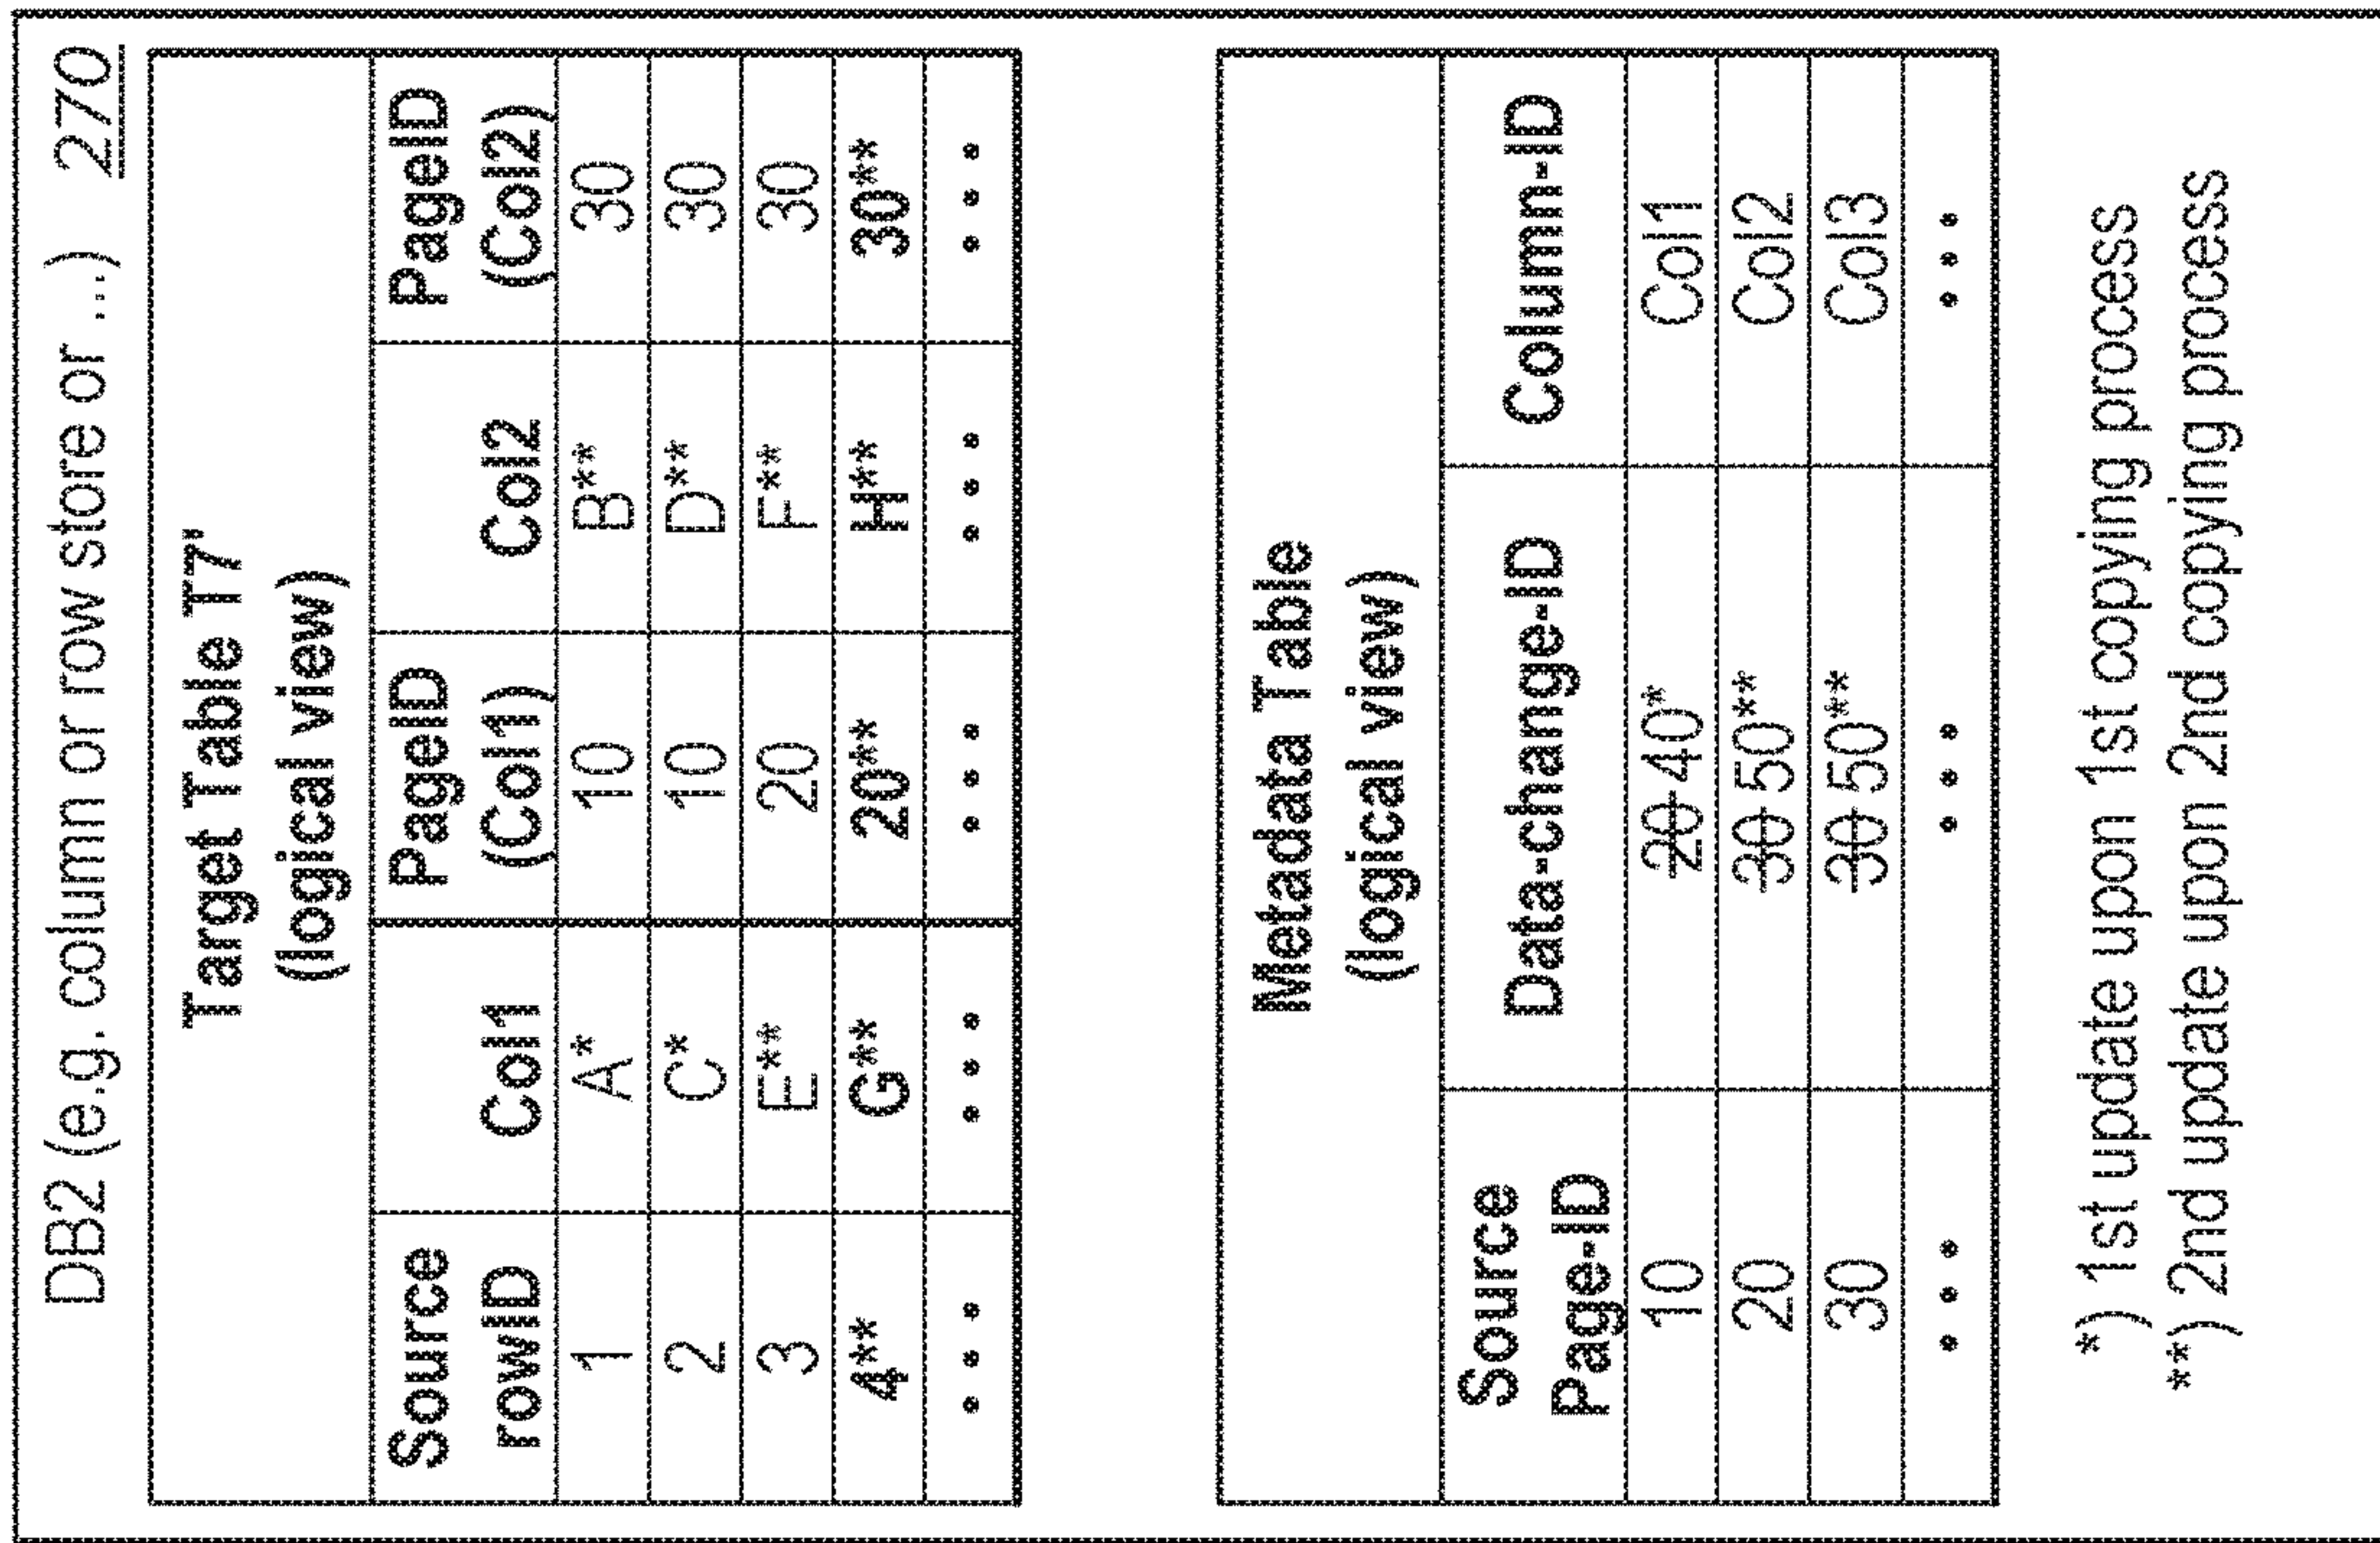 DB2 (e.g. column or row store or ...) 270
Target Table T7'
(logical view)
Source rowID Col1 PageID (Col1) Col2 PageID (Col2)
1 A* 10 B** 30
2 C* 10 D** 30
3 E** 20 F** 30
4** G** 20** H** 30**
• • • • • • • • • • • • • • •
Metadata Table
(logical view)
Source Page-ID Data-change-ID Column-ID
10 20 40* Col1
20 30 50** Col2
30 30 50** Col3
• • • • • • • • •
*) 1st update upon 1st copying process
**) 2nd update upon 2nd copying process